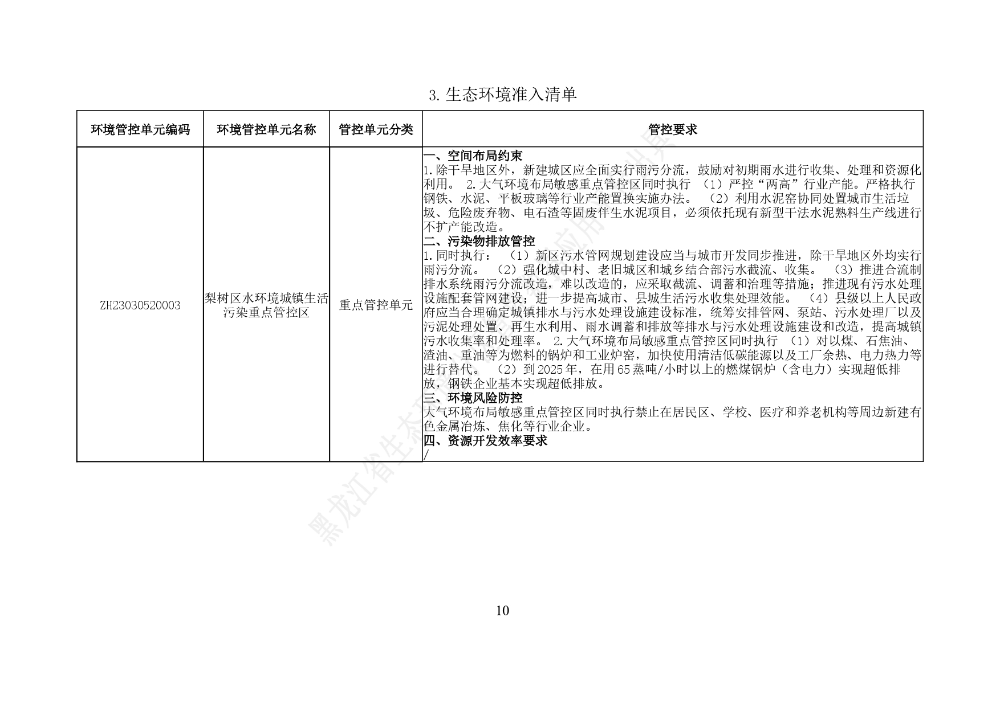 3. 生态环境准入清单
环境管控单元编码 环境管控单元名称 管控单元分类 管控要求
ZH23030520003
梨树区水环境城镇生活
污染重点管控区
重点管控单元
一、空间布局约束
1.除干旱地区外，新建城区应全面实行雨污分流，鼓励对初期雨水进行收集、处理和资源化
利用。 2.大气环境布局敏感重点管控区同时执行 （1）严控“两高”行业产能。严格执行
钢铁、水泥、平板玻璃等行业产能置换实施办法。 （2）利用水泥窑协同处置城市生活垃
圾、危险废弃物、电石渣等固废伴生水泥项目，必须依托现有新型干法水泥熟料生产线进行
不扩产能改造。
二、污染物排放管控
1.同时执行： （1）新区污水管网规划建设应当与城市开发同步推进，除干旱地区外均实行
雨污分流。 （2）强化城中村、老旧城区和城乡结合部污水截流、收集。 （3）推进合流制
排水系统雨污分流改造，难以改造的，应采取截流、调蓄和治理等措施；推进现有污水处理
设施配套管网建设；进一步提高城市、县城生活污水收集处理效能。 （4）县级以上人民政
府应当合理确定城镇排水与污水处理设施建设标准，统筹安排管网、泵站、污水处理厂以及
污泥处理处置、再生水利用、雨水调蓄和排放等排水与污水处理设施建设和改造，提高城镇
污水收集率和处理率。 2.大气环境布局敏感重点管控区同时执行 （1）对以煤、石焦油、
渣油、重油等为燃料的锅炉和工业炉窑，加快使用清洁低碳能源以及工厂余热、电力热力等
进行替代。 （2）到2025年，在用65蒸吨/小时以上的燃煤锅炉（含电力）实现超低排
放，钢铁企业基本实现超低排放。
三、环境风险防控
大气环境布局敏感重点管控区同时执行禁止在居民区、学校、医疗和养老机构等周边新建有
色金属冶炼、焦化等行业企业。
四、资源开发效率要求
/
10